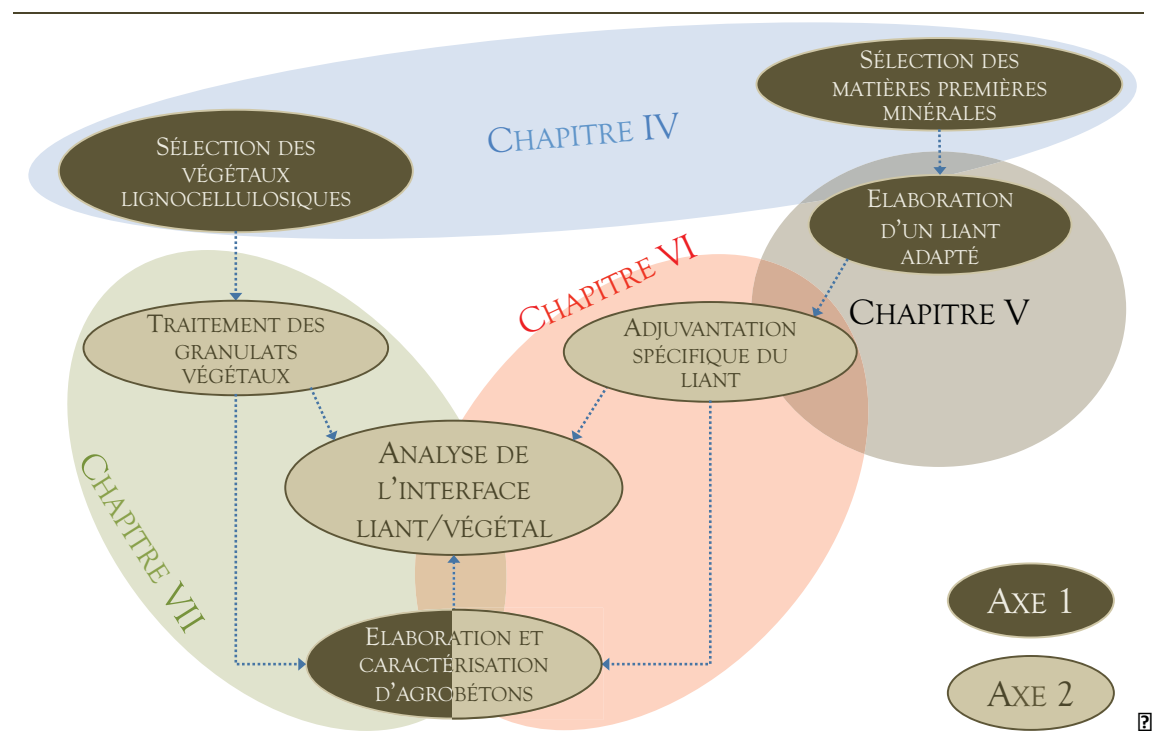 SÉLECTION DES
MATIÈRES PREMIÈRES
MINÉRALES
CHAPITRE IV
SÉLECTION DES
VÉGÉTAUX
LIGNOCELLULOSIQUES
ELABORATION
D'UN LIANT
ADAPTÉ
CHAPITRE VI
CHAPITRE V
TRAITEMENT DES
GRANULATS
VÉGÉTAUX
ADJUVANTATION
SPÉCIFIQUE DU
LIANT
ANALYSE DE
L'INTERFACE
LIANT/VÉGÉTAL
CHAPITRE VII
ELABORATION ET
CARACTÉRISATION
D'AGROBÉTONS
AXE 1
AXE 2